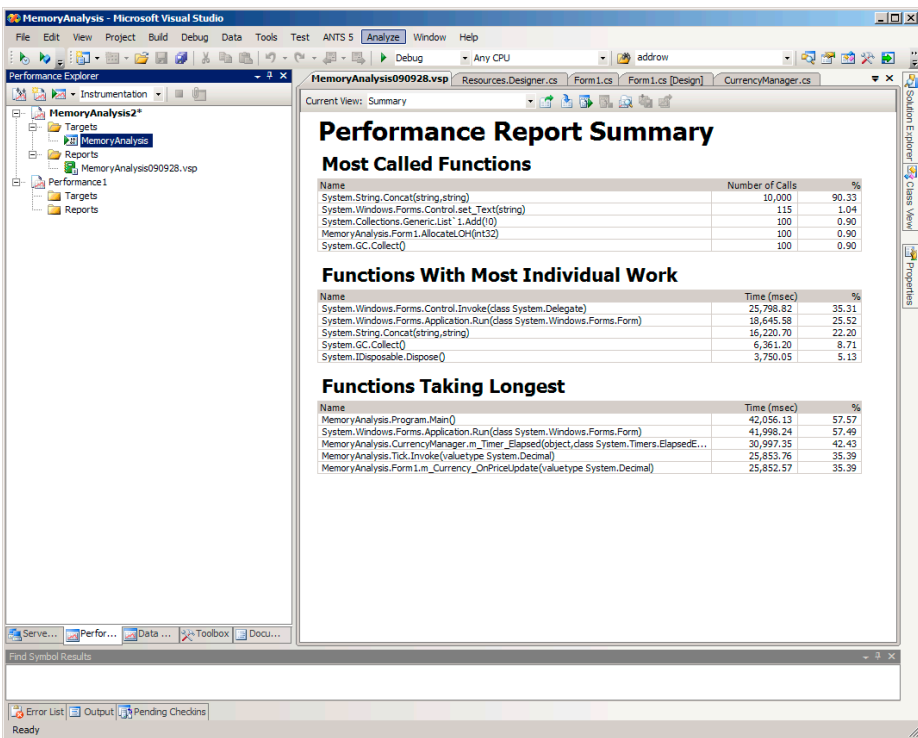 MemoryAnalysis - Microsoft Visual Studio
File Edit View Project Build Debug Data Tools Test ANTS 5 Analyze Window Help
Debug Any CPU addrow
Performance Explorer
Instrumentation
MemoryAnalysis2*
Targets
MemoryAnalysis
Reports
MemoryAnalysis090928.vsp
Performance1
Targets
Reports
Serve... Perfor... Data ... Toolbox Docu...
MemoryAnalysis090928.vsp Resources.Designer.cs Form1.cs Form1.cs [Design] CurrencyManager.cs
Current View: Summary
Performance Report Summary
Most Called Functions
Name Number of Calls %
System.String.Concat(string,string) 10,000 90.33
System.Windows.Forms.Control.set_Text(string) 115 1.04
System.Collections.Generic.List`1.Add(!0) 100 0.90
MemoryAnalysis.Form1.AllocateLOH(int32) 100 0.90
System.GC.Collect() 100 0.90
Functions With Most Individual Work
Name Time (msec) %
System.Windows.Forms.Control.Invoke(class System.Delegate) 25,798.82 35.31
System.Windows.Forms.Application.Run(class System.Windows.Forms.Form) 18,645.58 25.52
System.String.Concat(string,string) 16,220.70 22.20
System.GC.Collect() 6,361.20 8.71
System.IDisposable.Dispose() 3,750.05 5.13
Functions Taking Longest
Name Time (msec) %
MemoryAnalysis.Program.Main() 42,056.13 57.57
System.Windows.Forms.Application.Run(class System.Windows.Forms.Form) 41,998.24 57.49
MemoryAnalysis.CurrencyManager.m_Timer_Elapsed(object,class System.Timers.ElapsedE... 30,997.35 42.43
MemoryAnalysis.Tick.Invoke(valuetype System.Decimal) 25,853.76 35.39
MemoryAnalysis.Form1.m_Currency_OnPriceUpdate(valuetype System.Decimal) 25,852.57 35.39
Solution Explorer
Class View
Properties
Find Symbol Results
Error List Output Pending Checkins
Ready